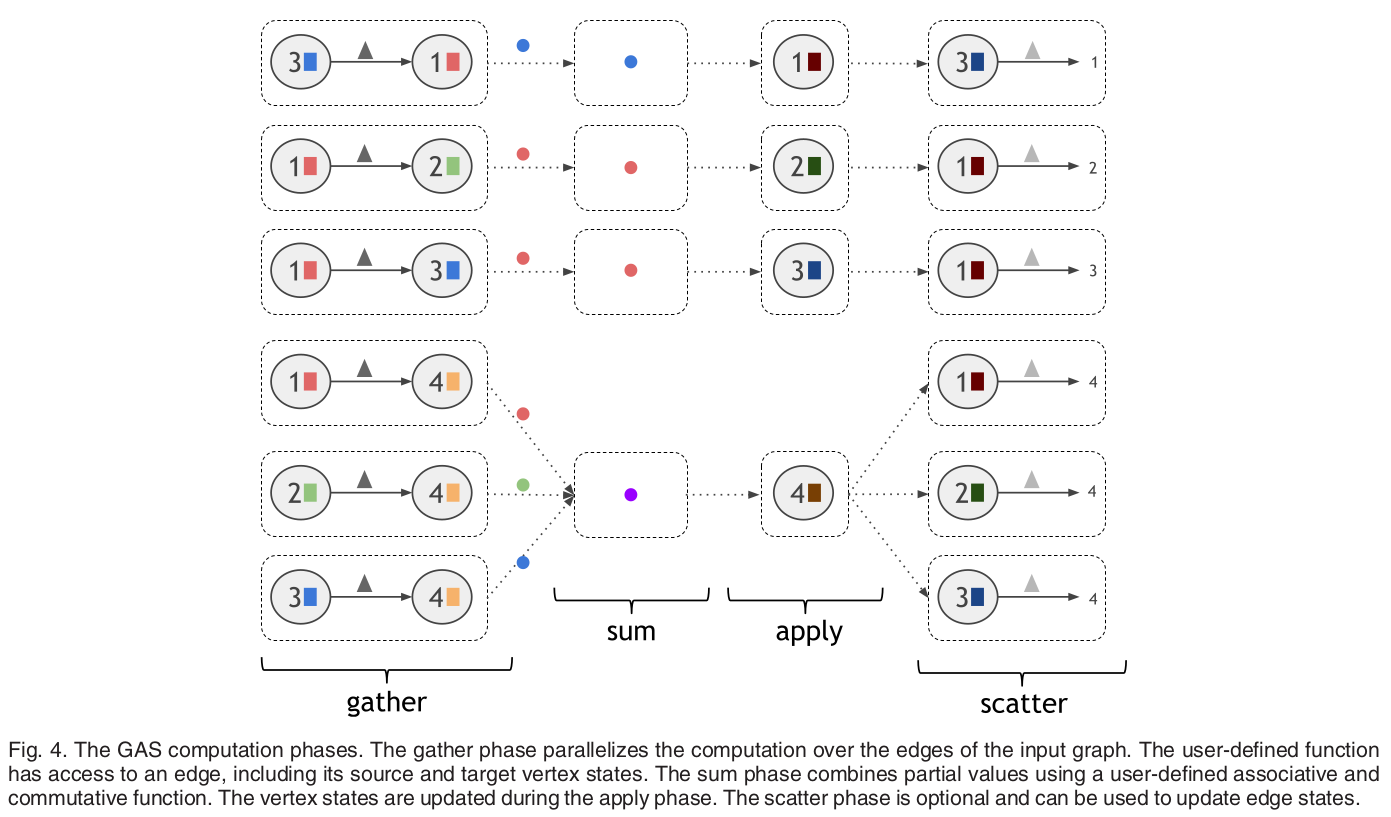 3 1 1 3 1
1 2 2 1 2
1 3 3 1 3
1 4 1 4
2 4 4 2 4
3 4 3 4
sum apply
gather scatter
Fig. 4. The GAS computation phases. The gather phase parallelizes the computation over the edges of the input graph. The user-defined function
has access to an edge, including its source and target vertex states. The sum phase combines partial values using a user-defined associative and
commutative function. The vertex states are updated during the apply phase. The scatter phase is optional and can be used to update edge states.